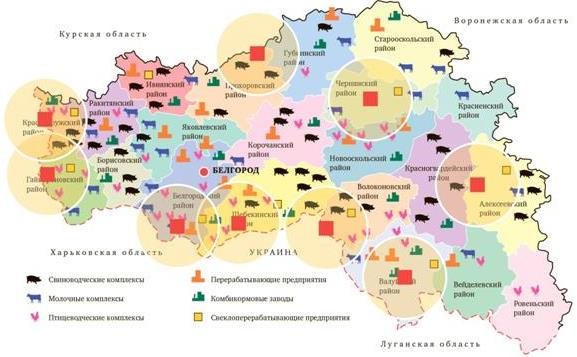 Воронежская область
Курская область
Губкинский
район
Старооскольский
район
Ивнянский
район
Прохоровский
район
Чернянский
район
Красненский
район
Ракитянский
район
Краснояружский
район
Яковлевский
район
Корочанский
район
Новооскольский
район
Борисовский
район
Грайворонский
район
БЕЛГОРОД
Красногвардейский
район
Волоконовский
район
Белгородский
район
Шебекинский
район
Алексеевский
район
Харьковская область
УКРАИНА
Валуйский
район
Вейделевский
район
Ровеньский
район
Свиноводческие комплексы
Молочные комплексы
Птицеводческие комплексы
Перерабатывающие предприятия
Комбикормовые заводы
Свеклоперерабатывающие предприятия
Луганская область